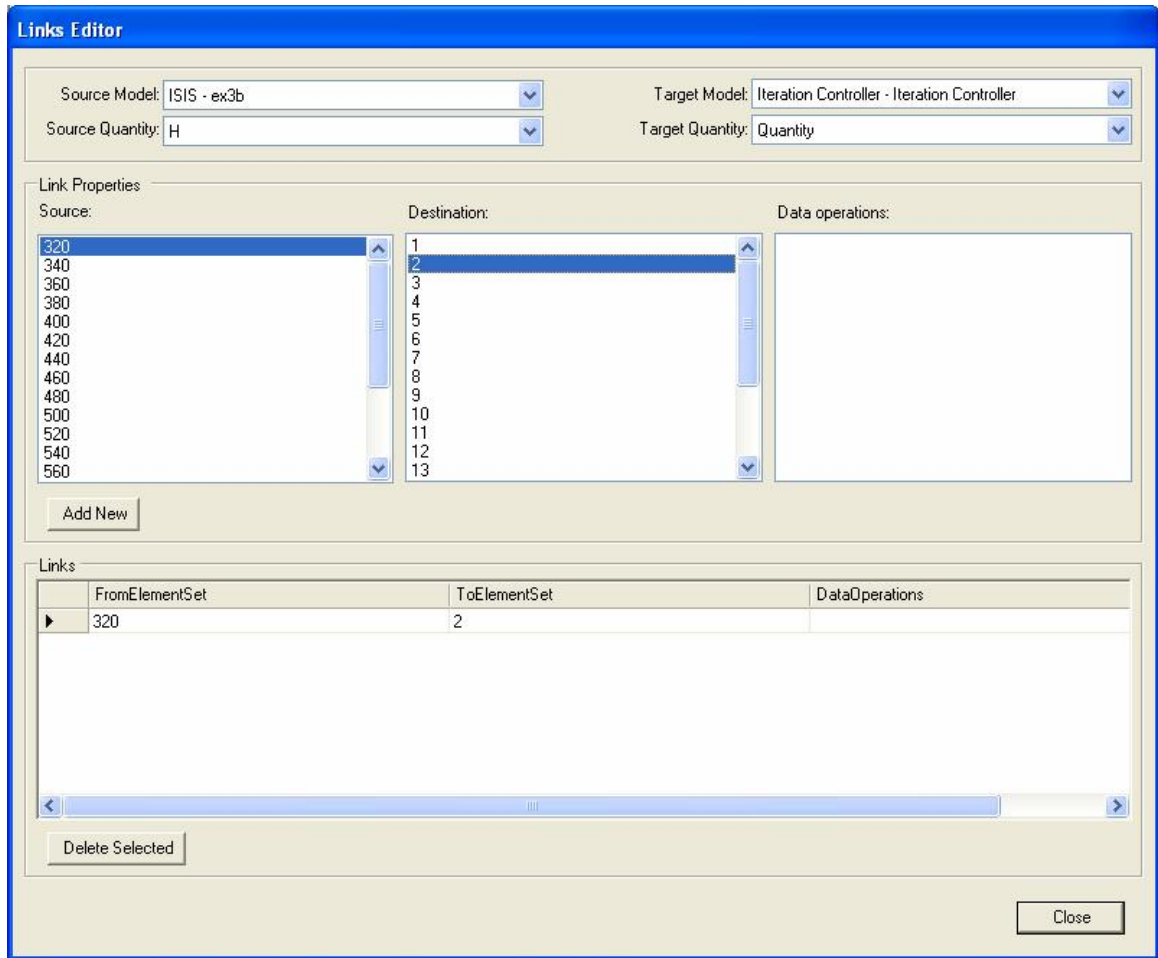 Links Editor
Source Model: ISIS - ex3b
Target Model: Iteration Controller - Iteration Controller
Source Quantity: H
Target Quantity: Quantity
Link Properties
Source:
Destination:
Data operations:
320
340
360
380
400
420
440
460
480
500
520
540
560
1
2
3
4
5
6
7
8
9
10
11
12
13
Add New
Links
FromElementSet ToElementSet DataOperations
320 2
Delete Selected
Close